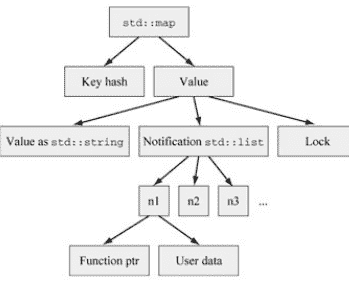 std::map
Key hash
Value
Value as std::string
Notification std::list
Lock
n1
n2
n3
...
Function ptr
User data